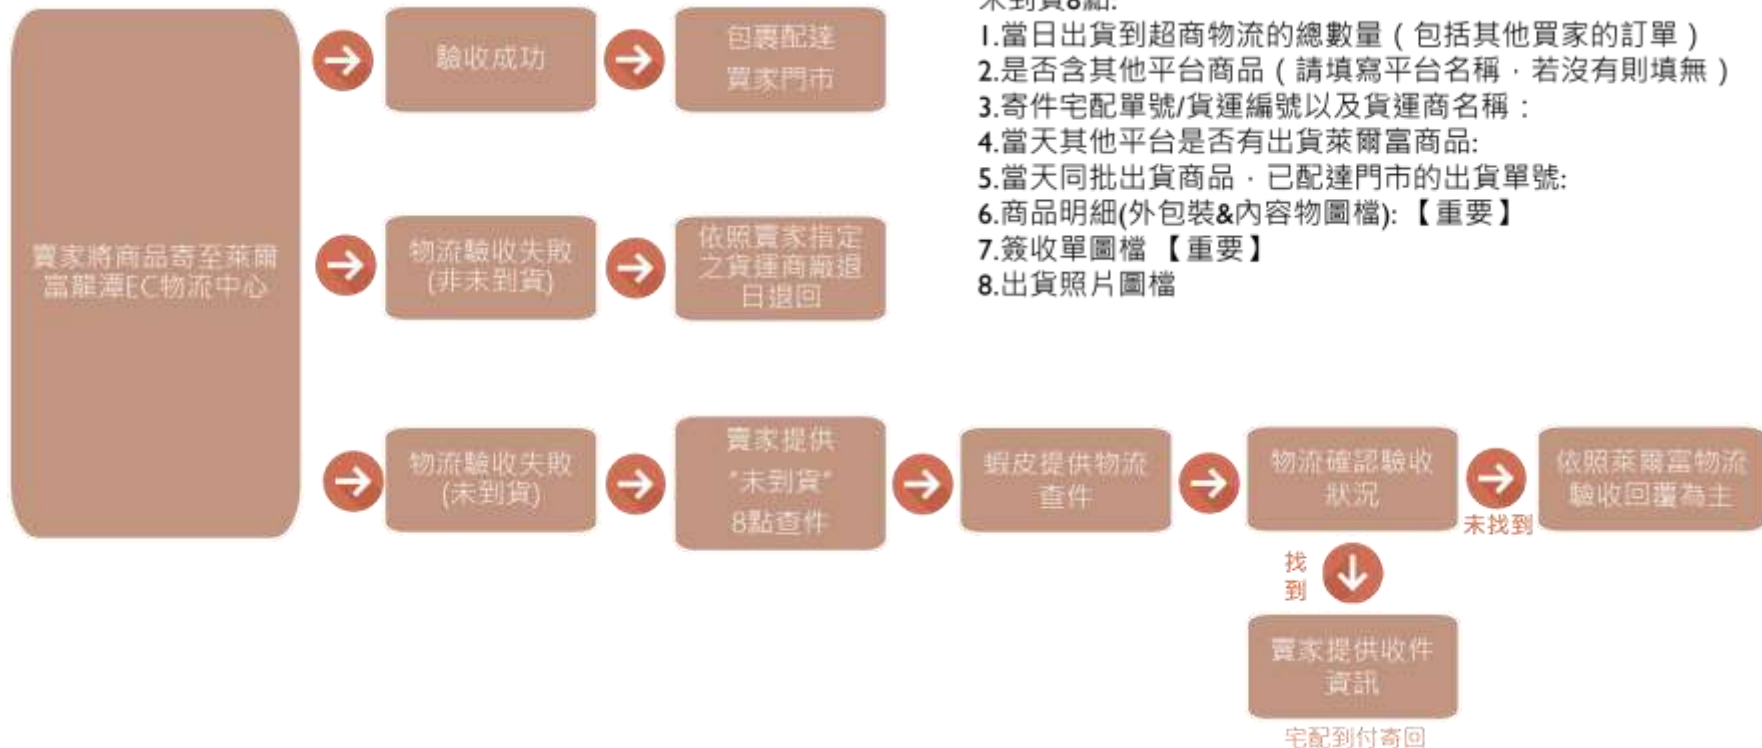 未到貨8點:
1.當日出貨到超商物流的總數量（包括其他買家的訂單）
2.是否含其他平台商品（請填寫平台名稱，若沒有則填無）
3.寄件宅配單號/貨運編號以及貨運商名稱：
4.當天其他平台是否有出貨萊爾富商品:
5.當天同批出貨商品，已配達門市的出貨單號:
6.商品明細(外包裝&內容物圖檔):【重要】
7.簽收單圖檔【重要】
8.出貨照片圖檔
賣家將商品寄至萊爾
富龍潭EC物流中心
驗收成功
包裹配達
買家門市
物流驗收失敗
(非未到貨)
依照賣家指定
之貨運商廠退
日退回
物流驗收失敗
(未到貨)
賣家提供
"未到貨"
8點查件
蝦皮提供物流
查件
物流確認驗收
狀況
未找到
依照萊爾富物流
驗收回覆為主
找
到
賣家提供收件
資訊
宅配到付寄回